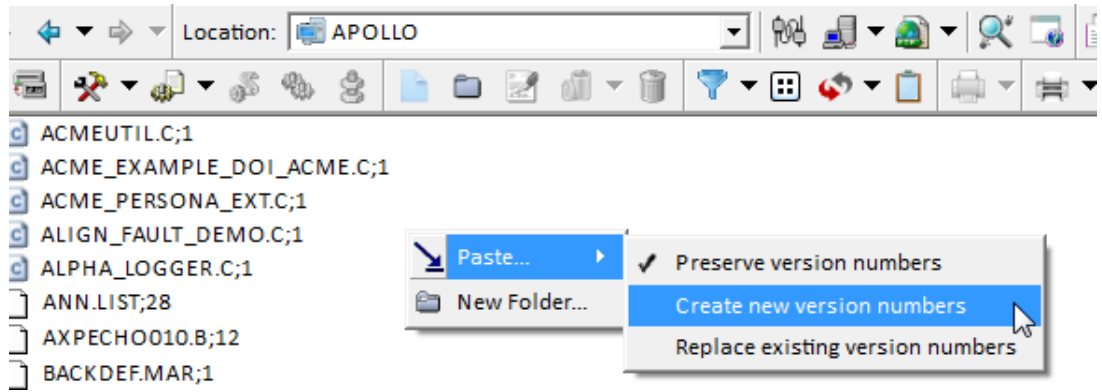 Location: APOLLO
ACMEUTIL.C;1
ACME_EXAMPLE_DOI_ACME.C;1
ACME_PERSONA_EXT.C;1
ALIGN_FAULT_DEMO.C;1
ALPHA_LOGGER.C;1
ANN.LIST;28
AXPECHO010.B;12
BACKDEF.MAR;1
Paste...
New Folder...
Preserve version numbers
Create new version numbers
Replace existing version numbers